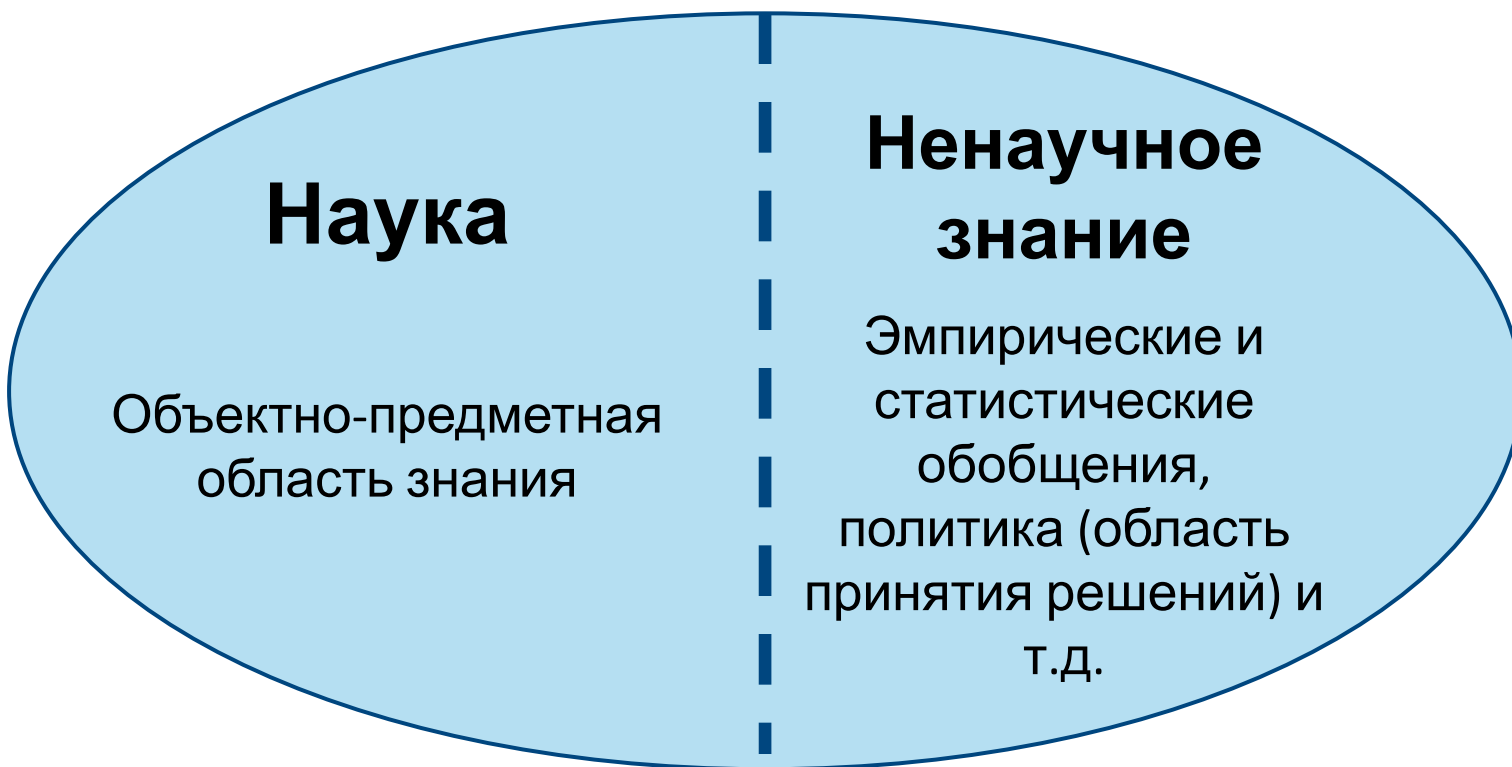 Наука
Объектно-предметная
область знания
Ненаучное
знание
Эмпирические и
статистические
обобщения,
политика (область
принятия решений) и
т.д.